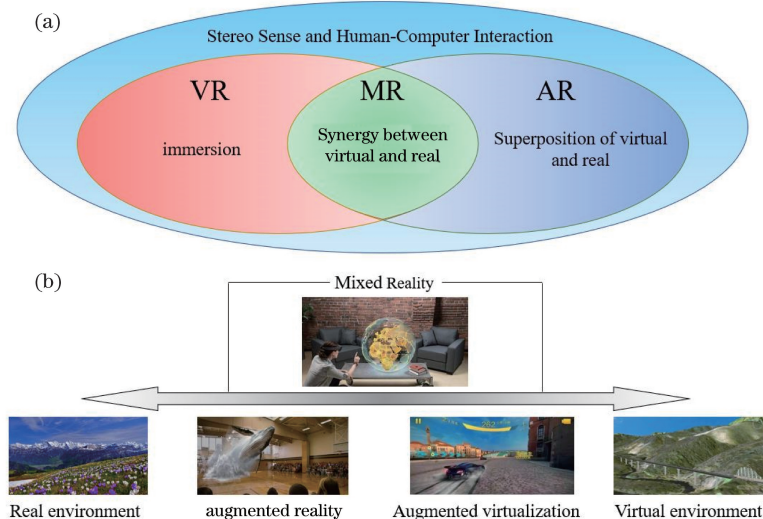 (a)
Stereo Sense and Human-Computer Interaction
VR
MR
AR
immersion
Synergy between
virtual and real
Superposition of virtual
and real
(b)
Mixed Reality
Real environment
augmented reality
Augmented virtualization
Virtual environment